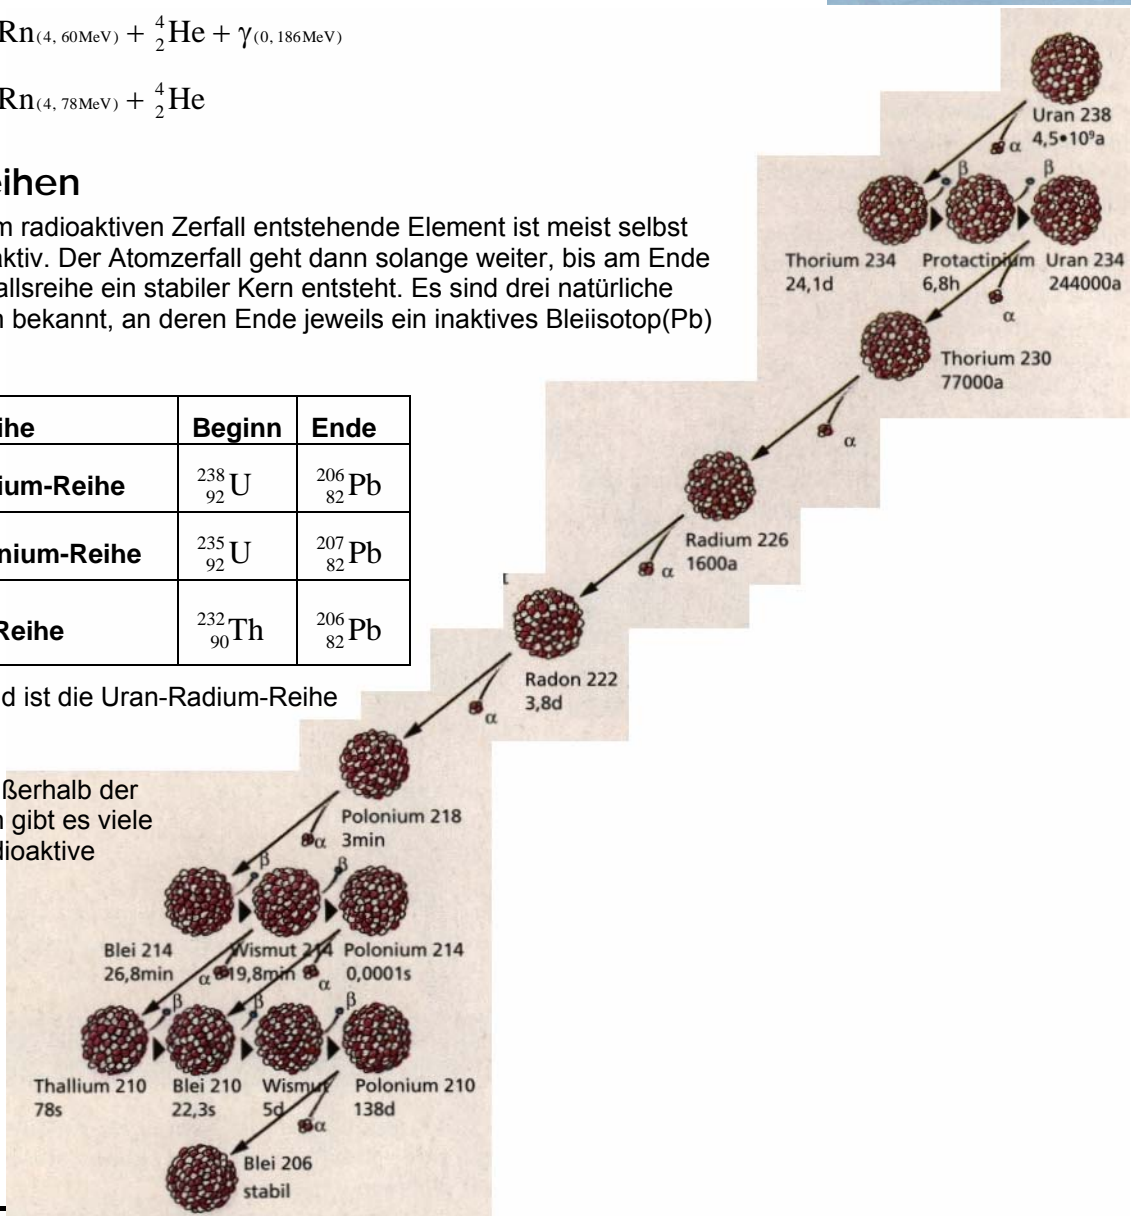 Rn(4, 60MeV) + ⁴₂He + γ(0, 186MeV)
Rn(4, 78MeV) + ⁴₂He
eihen
m radioaktiven Zerfall entstehende Element ist meist selbst
aktiv. Der Atomzerfall geht dann solange weiter, bis am Ende
allsreihe ein stabiler Kern entsteht. Es sind drei natürliche
n bekannt, an deren Ende jeweils ein inaktives Bleiisotop(Pb)
ihe Beginn Ende
ium-Reihe ²³⁸₉₂U ²⁰⁶₈₂Pb
nium-Reihe ²³⁵₉₂U ²⁰⁷₈₂Pb
Reihe ²³²₉₀Th ²⁰⁶₈₂Pb
d ist die Uran-Radium-Reihe
ßerhalb der
n gibt es viele
dioaktive
Uran 238
4,5•10⁹a
α
β β
Thorium 234 Protactinium Uran 234
24,1d 6,8h 244000a
α
Thorium 230
77000a
α
Radium 226
1600a
α
Radon 222
3,8d
α
Polonium 218
3min
α
β β
Blei 214 Wismut 214 Polonium 214
26,8min 19,8min 0,0001s
α α
β β β
Thallium 210 Blei 210 Wismut Polonium 210
78s 22,3s 5d 138d
α
Blei 206
stabil